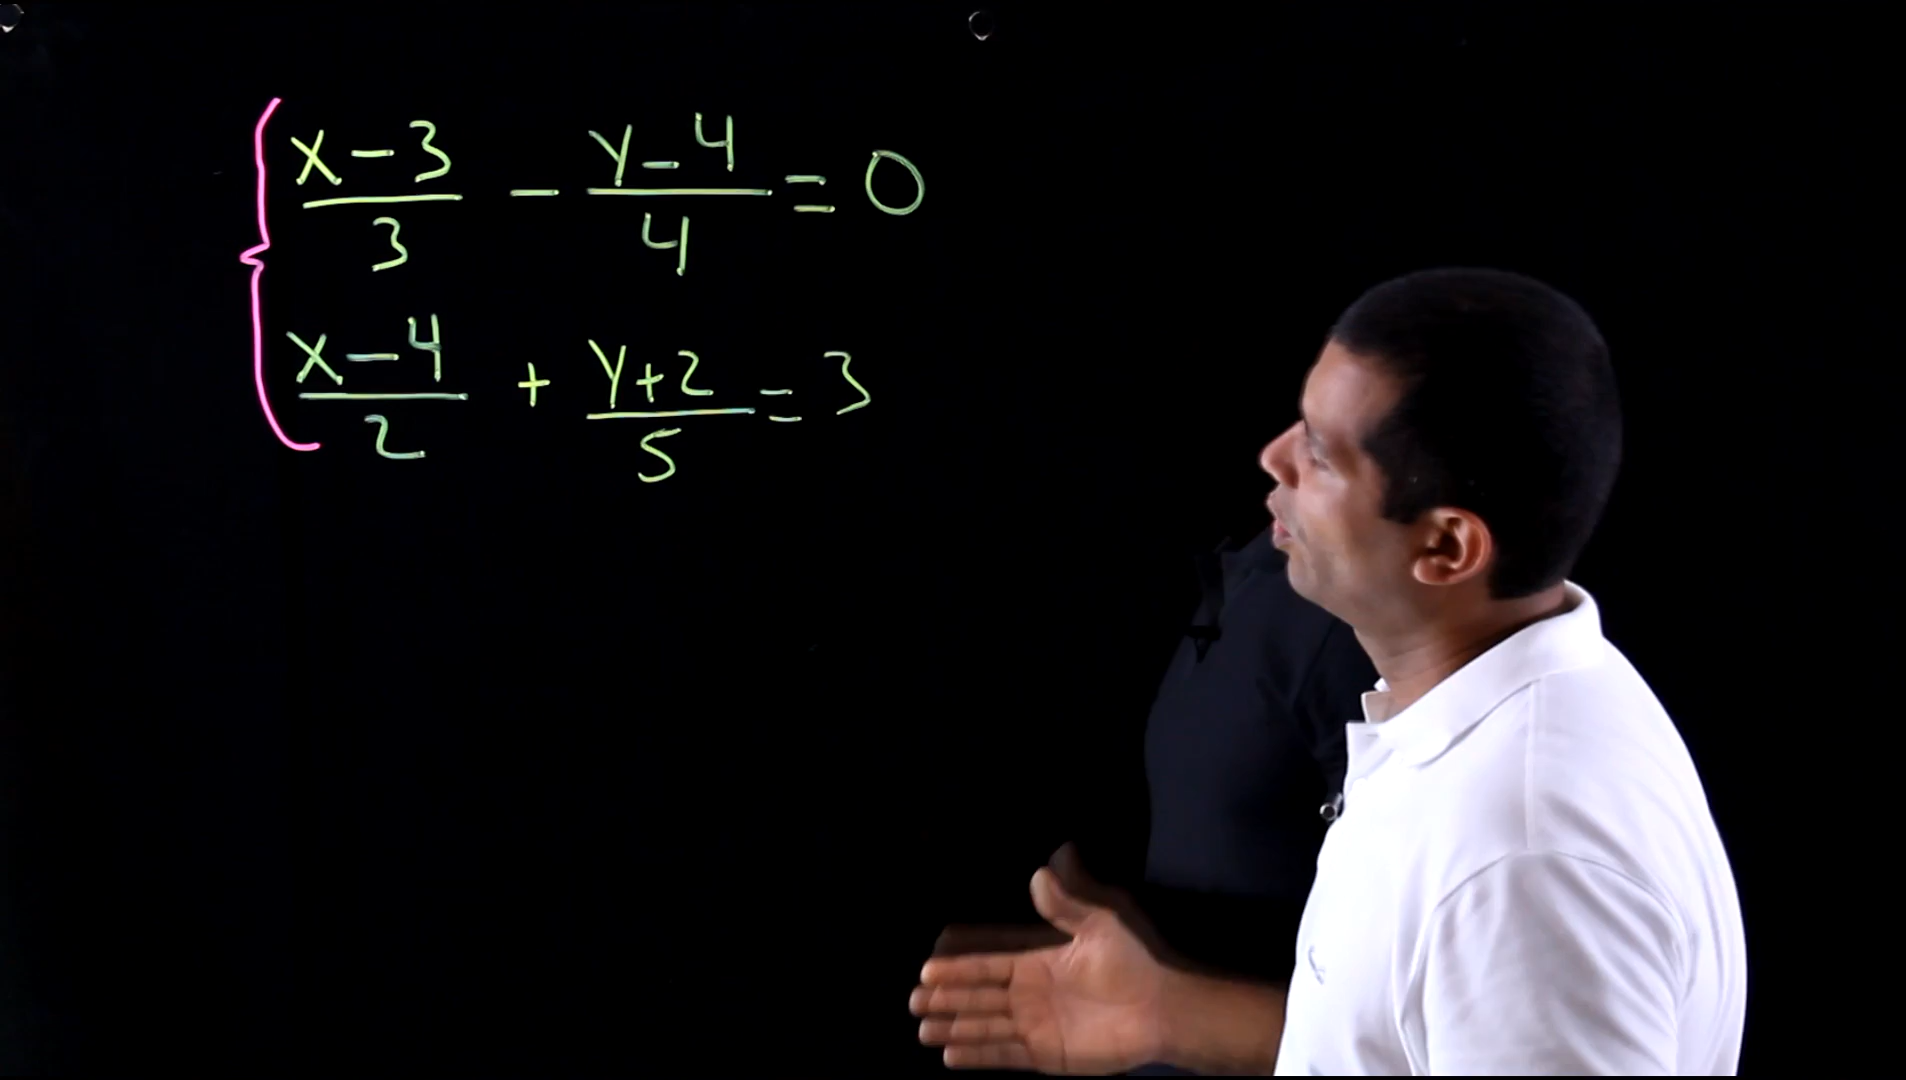 x-3/3 - y-4/4 = 0
x-4/2 + y+2/5 = 3